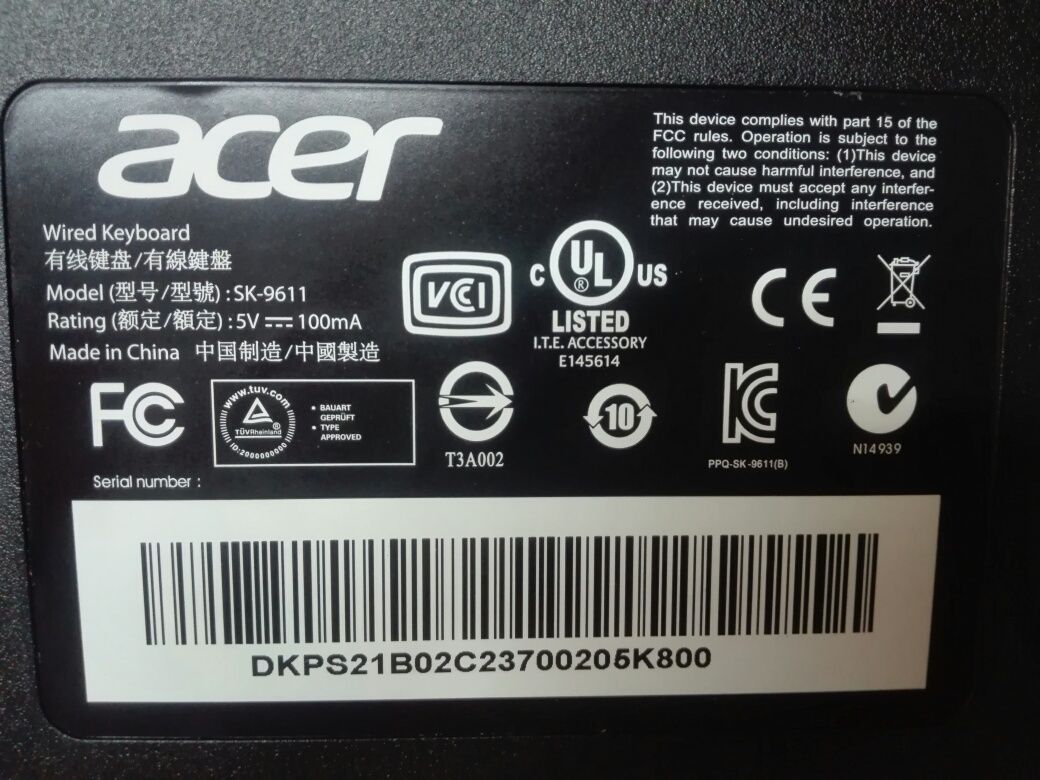 acer
Wired Keyboard
有线键盘/有線鍵盤
Model (型号/型號) : SK-9611
Rating (额定/額定) : 5V 100mA
Made in China 中国制造/中國製造
This device complies with part 15 of the
FCC rules. Operation is subject to the
following two conditions: (1)This device
may not cause harmful interference, and
(2)This device must accept any interfer-
ence received, including interference
that may cause undesired operation.
VCI
C UL ® US
LISTED
I.T.E. ACCESSORY
E145614
CE
FC
www.tuv.com
TÜVRheinland ®
ID:2000000000
• BAUART
GEPRÜFT
• TYPE
APPROVED
T3A002
10
KC
PPQ-SK-9611(B)
N14939
Serial number :
DKPS21B02C23700205K800